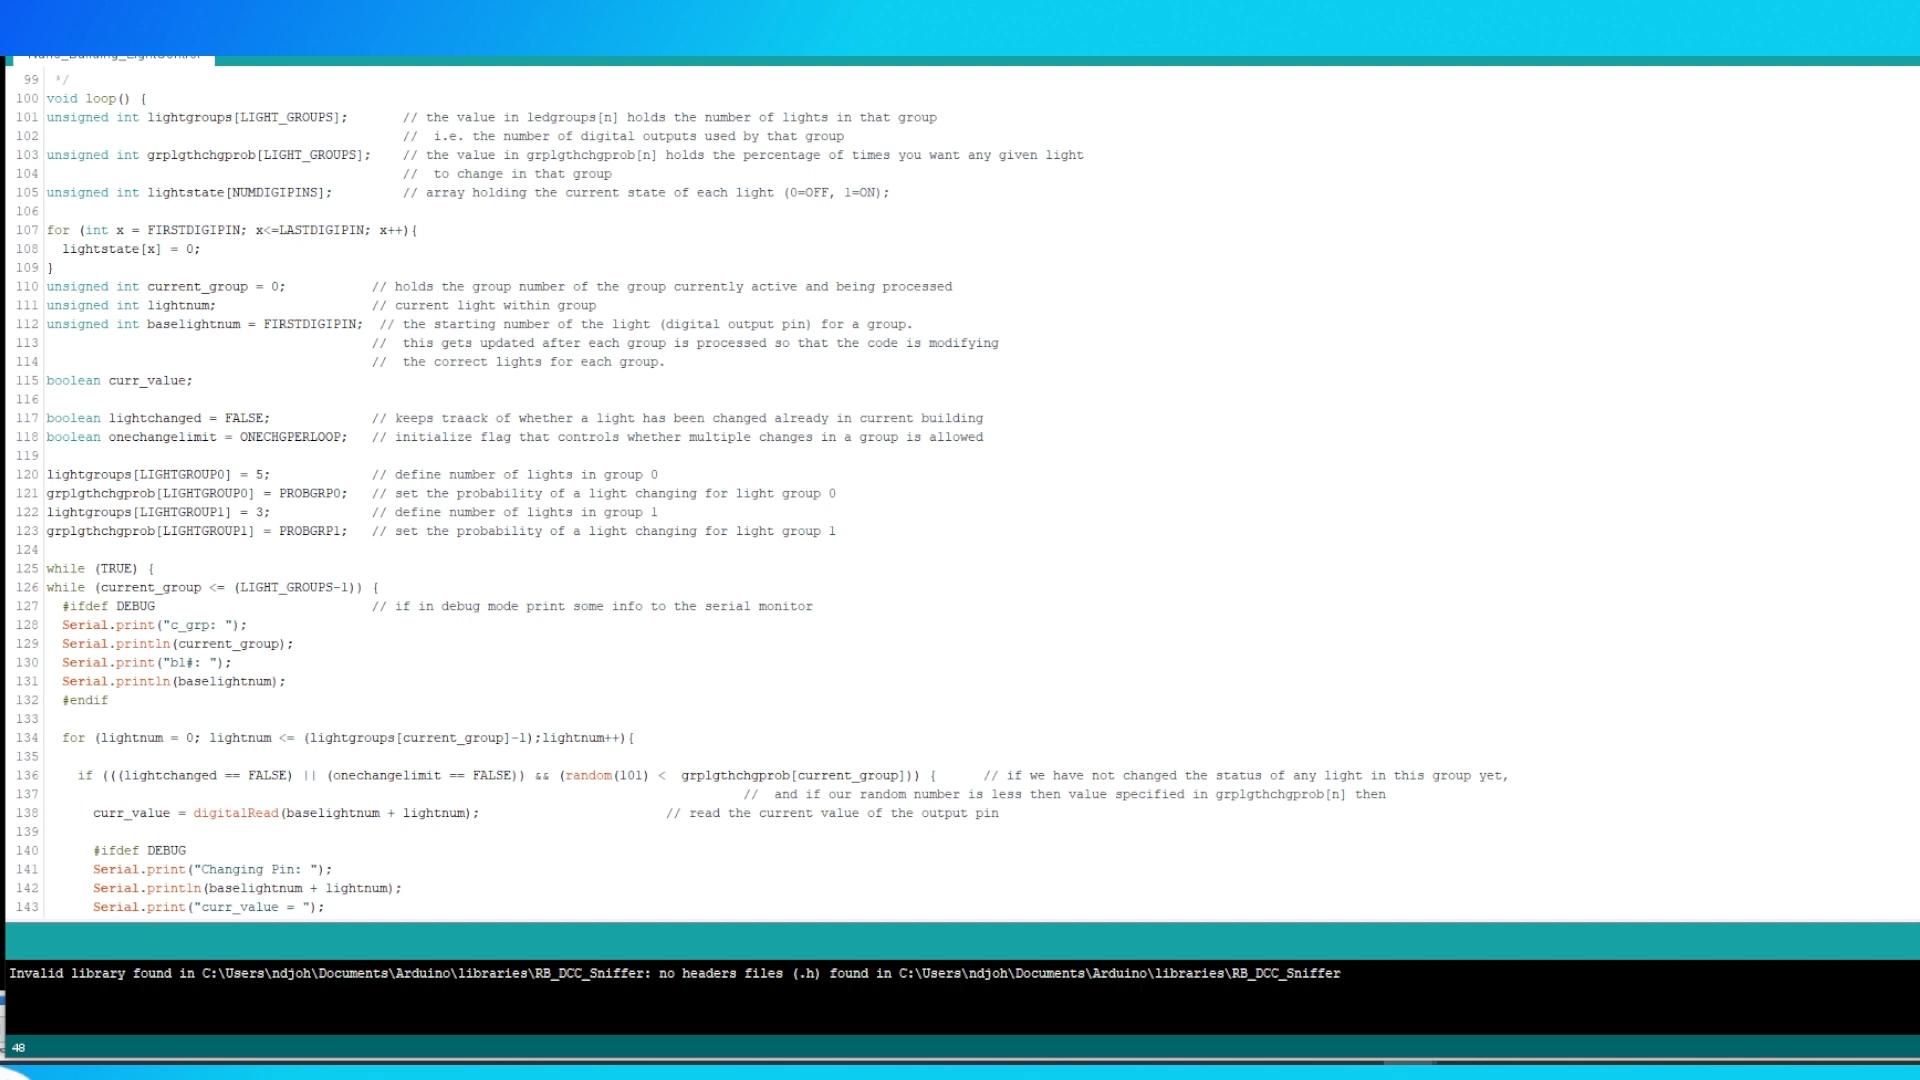 Nano_Building_LightControl
99 */
100 void loop() {
101 unsigned int lightgroups[LIGHT_GROUPS]; // the value in ledgroups[n] holds the number of lights in that group
102 // i.e. the number of digital outputs used by that group
103 unsigned int grplgthchgprob[LIGHT_GROUPS]; // the value in grplgthchgprob[n] holds the percentage of times you want any given light
104 // to change in that group
105 unsigned int lightstate[NUMDIGIPINS]; // array holding the current state of each light (0=OFF, 1=ON);
106
107 for (int x = FIRSTDIGIPIN; x<=LASTDIGIPIN; x++){
108 lightstate[x] = 0;
109 }
110 unsigned int current_group = 0; // holds the group number of the group currently active and being processed
111 unsigned int lightnum; // current light within group
112 unsigned int baselightnum = FIRSTDIGIPIN; // the starting number of the light (digital output pin) for a group.
113 // this gets updated after each group is processed so that the code is modifying
114 // the correct lights for each group.
115 boolean curr_value;
116
117 boolean lightchanged = FALSE; // keeps traack of whether a light has been changed already in current building
118 boolean onechangelimit = ONECHGPERLOOP; // initialize flag that controls whether multiple changes in a group is allowed
119
120 lightgroups[LIGHTGROUP0] = 5; // define number of lights in group 0
121 grplgthchgprob[LIGHTGROUP0] = PROBGRP0; // set the probability of a light changing for light group 0
122 lightgroups[LIGHTGROUP1] = 3; // define number of lights in group 1
123 grplgthchgprob[LIGHTGROUP1] = PROBGRP1; // set the probability of a light changing for light group 1
124
125 while (TRUE) {
126 while (current_group <= (LIGHT_GROUPS-1)) {
127 #ifdef DEBUG // if in debug mode print some info to the serial monitor
128 Serial.print("c_grp: ");
129 Serial.println(current_group);
130 Serial.print("bl#: ");
131 Serial.println(baselightnum);
132 #endif
133
134 for (lightnum = 0; lightnum <= (lightgroups[current_group]-1);lightnum++){
135
136 if (((lightchanged == FALSE) || (onechangelimit == FALSE)) && (random(101) < grplgthchgprob[current_group])) { // if we have not changed the status of any light in this group yet,
137 // and if our random number is less then value specified in grplgthchgprob[n] then
138 curr_value = digitalRead(baselightnum + lightnum); // read the current value of the output pin
139
140 #ifdef DEBUG
141 Serial.print("Changing Pin: ");
142 Serial.println(baselightnum + lightnum);
143 Serial.print("curr_value = ");
Invalid library found in C:\Users\ndjoh\Documents\Arduino\libraries\RB_DCC_Sniffer: no headers files (.h) found in C:\Users\ndjoh\Documents\Arduino\libraries\RB_DCC_Sniffer
48